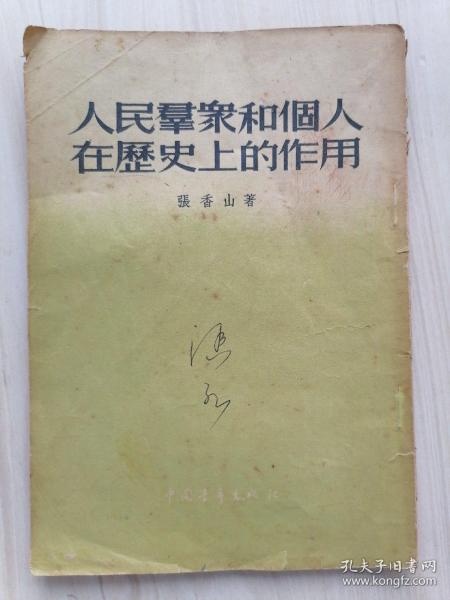 人民羣衆和個人
在歷史上的作用
張香山著
中国青年出版社
孔夫子旧书网
www.kongfz.com